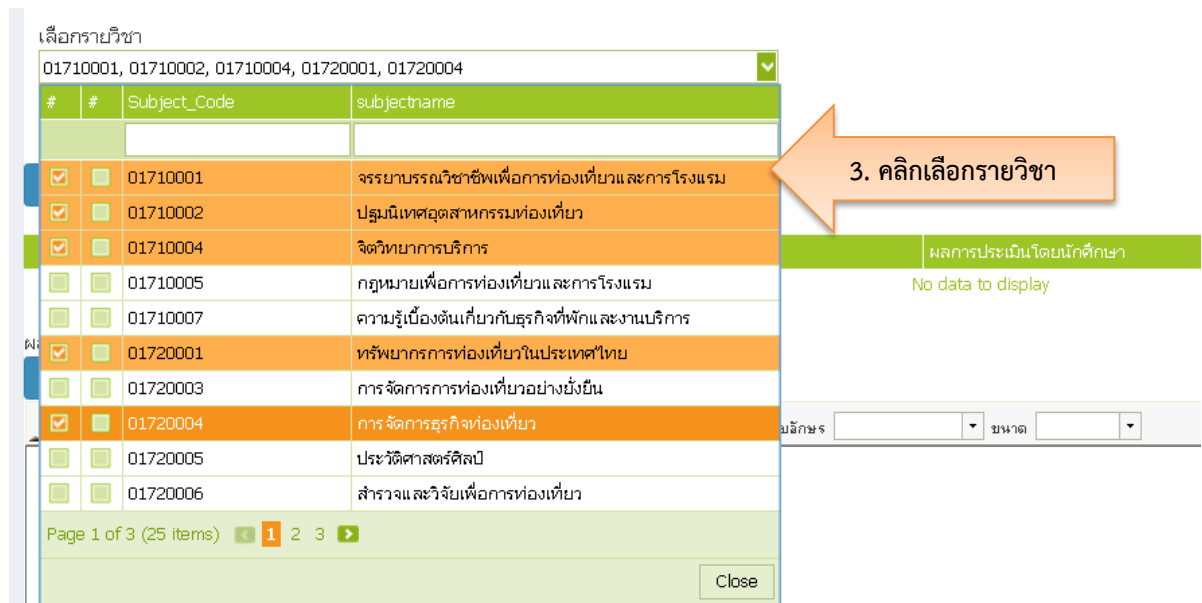 เลือกรายวิชา
01710001, 01710002, 01710004, 01720001, 01720004
# # Subject_Code subjectname
01710001 จรรยาบรรณวิชาชีพเพื่อการท่องเที่ยวและการโรงแรม
3. คลิกเลือกรายวิชา
01710002 ปฐมนิเทศอุตสาหกรรมท่องเที่ยว
01710004 จิตวิทยาการบริการ
ผลการประเมินโดยนักศึกษา
01710005 กฎหมายเพื่อการท่องเที่ยวและการโรงแรม
No data to display
01710007 ความรู้เบื้องต้นเกี่ยวกับธุรกิจที่พักและงานบริการ
01720001 ทรัพยากรการท่องเที่ยวในประเทศไทย
01720003 การจัดการการท่องเที่ยวอย่างยั่งยืน
01720004 การจัดการธุรกิจท่องเที่ยว
ขนาด
01720005 ประวัติศาสตร์ศิลป์
01720006 สำรวจและวิจัยเพื่อการท่องเที่ยว
Page 1 of 3 (25 items) 1 2 3
Close